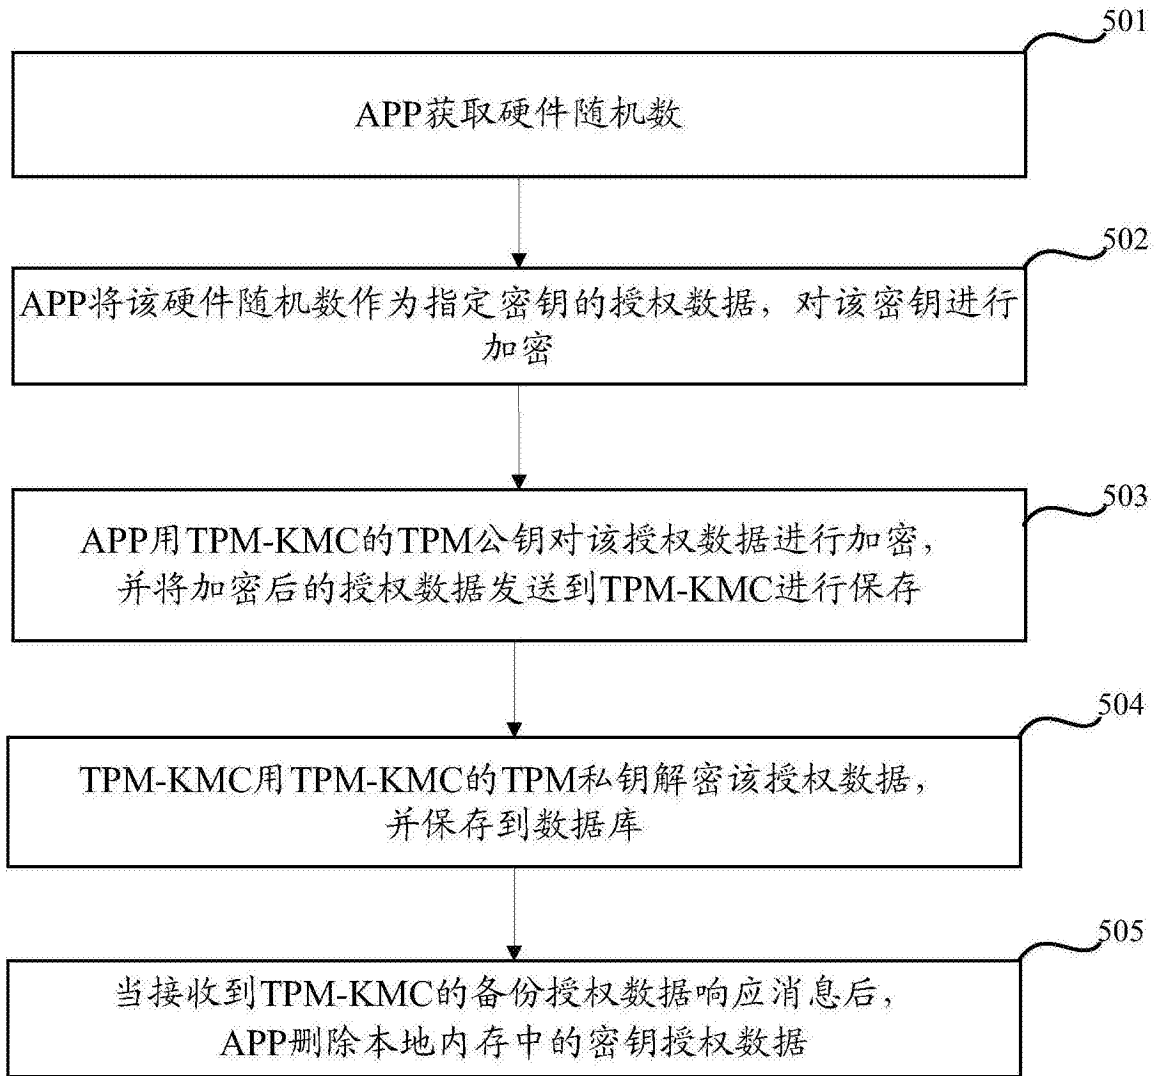 501
APP获取硬件随机数
502
APP将该硬件随机数作为指定密钥的授权数据，对该密钥进行
加密
503
APP用TPM-KMC的TPM公钥对该授权数据进行加密，
并将加密后的授权数据发送到TPM-KMC进行保存
504
TPM-KMC用TPM-KMC的TPM私钥解密该授权数据，
并保存到数据库
505
当接收到TPM-KMC的备份授权数据响应消息后，
APP删除本地内存中的密钥授权数据